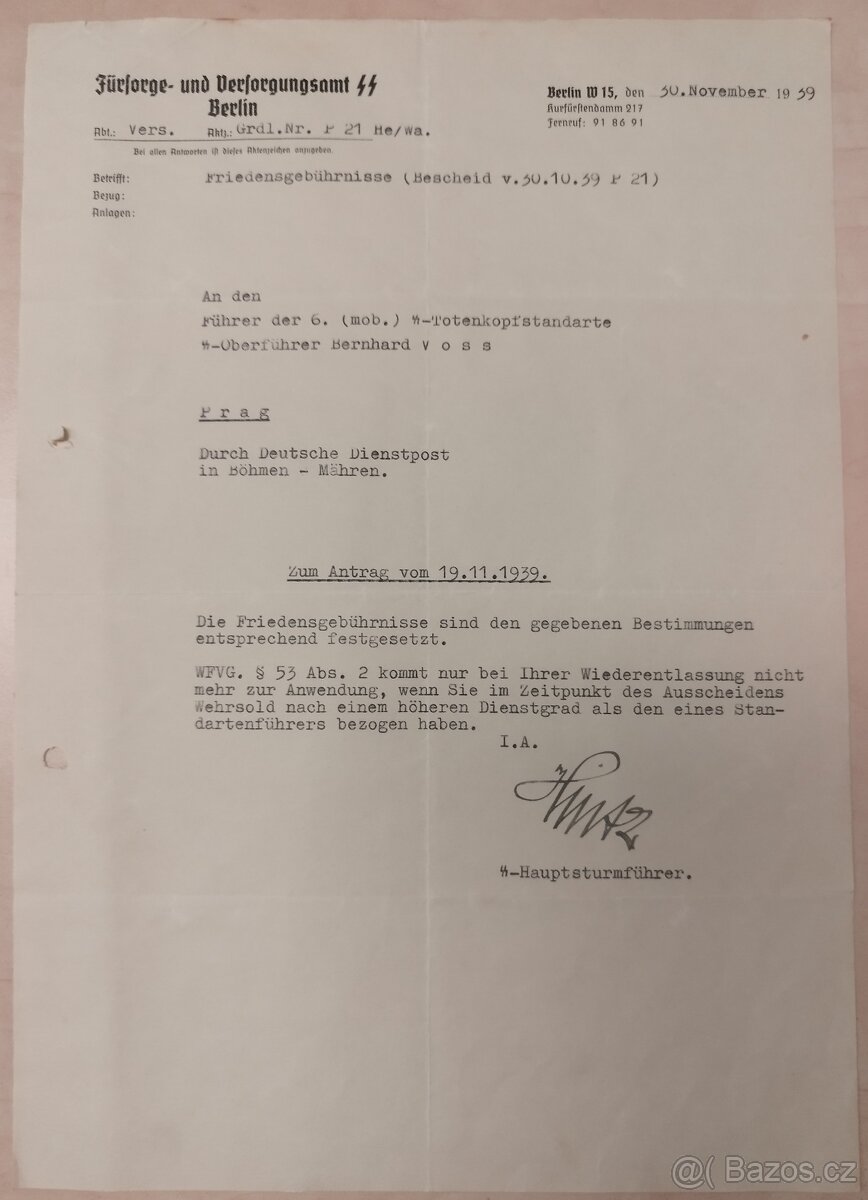 Fürsorge- und Versorgungsamt ᛋᛋ
Berlin
Berlin W 15, den 30.November 1939
Kurfürstendamm 217
Fernruf: 91 86 91
Abt.: Vers. Aktz.: Grdl.Nr. P 21 He/Wa.
Bei allen Antworten ist dieses Aktenzeichen anzugeben.
Betrifft: Friedensgebührnisse (Bescheid v.30.10.39 P 21)
Bezug:
Anlagen:
An den
Führer der 6. (mob.) ᛋᛋ-Totenkopfstandarte
ᛋᛋ-Oberführer Bernhard V o s s
P r a g
Durch Deutsche Dienstpost
in Böhmen - Mähren.
Zum Antrag vom 19.11.1939.
Die Friedensgebührnisse sind den gegebenen Bestimmungen
entsprechend festgesetzt.
WFVG. § 53 Abs. 2 kommt nur bei Ihrer Wiederentlassung nicht
mehr zur Anwendung, wenn Sie im Zeitpunkt des Ausscheidens
Wehrsold nach einem höheren Dienstgrad als den eines Stan-
dartenführers bezogen haben.
I.A.
ᛋᛋ-Hauptsturmführer.
@( Bazos.cz